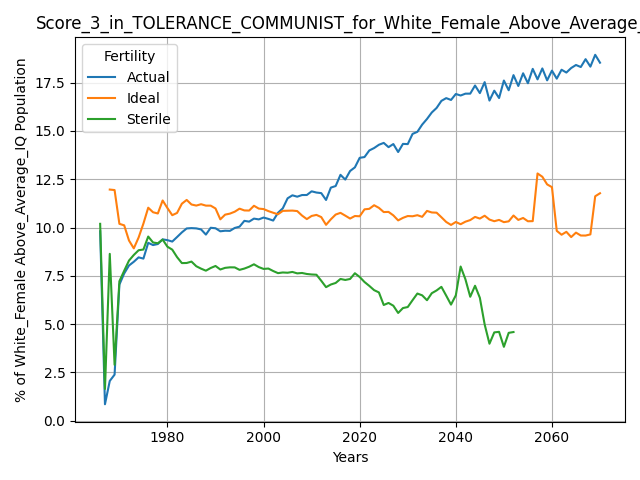 Score_3_in_TOLERANCE_COMMUNIST_for_White_Female_Above_Average_
Fertility
Actual
Ideal
Sterile
% of White_Female Above_Average_IQ Population
17.5
15.0
12.5
10.0
7.5
5.0
2.5
0.0
1980 2000 2020 2040 2060
Years